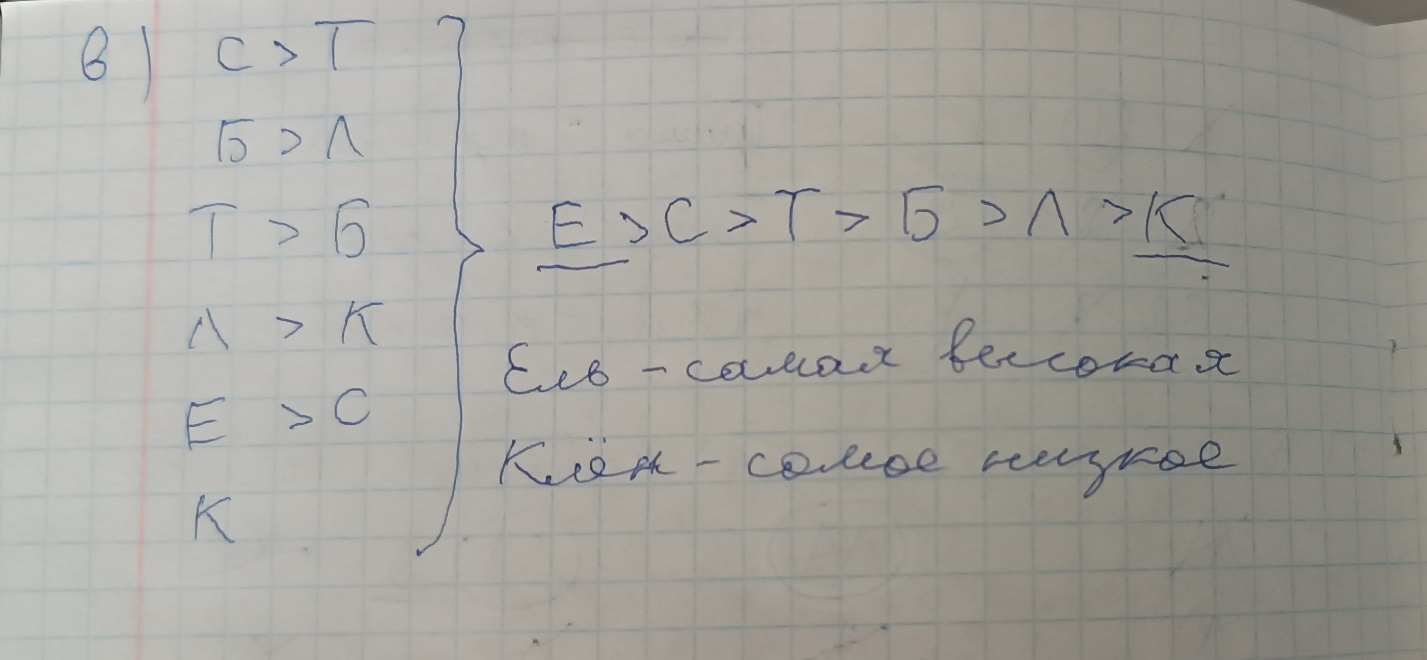 в) С > Т
Б > Л
Т > Б
Л > К
Е > С
К
Е > С > Т > Б > Л > К
Ель - самая высокая
Клён - самое низкое